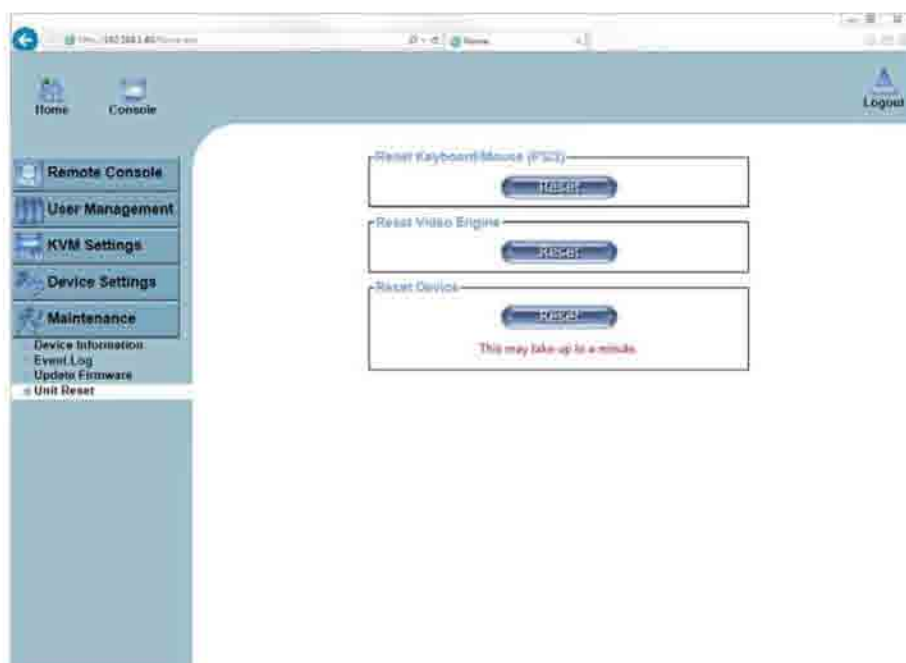 Home
Console
Logout
Remote Console
User Management
KVM Settings
Device Settings
Maintenance
Device Information
Event Log
Update Firmware
Unit Reset
Reset Keyboard/Mouse (PS/2)
Reset
Reset Video Engine
Reset
Reset Device
Reset
This may take up to a minute.